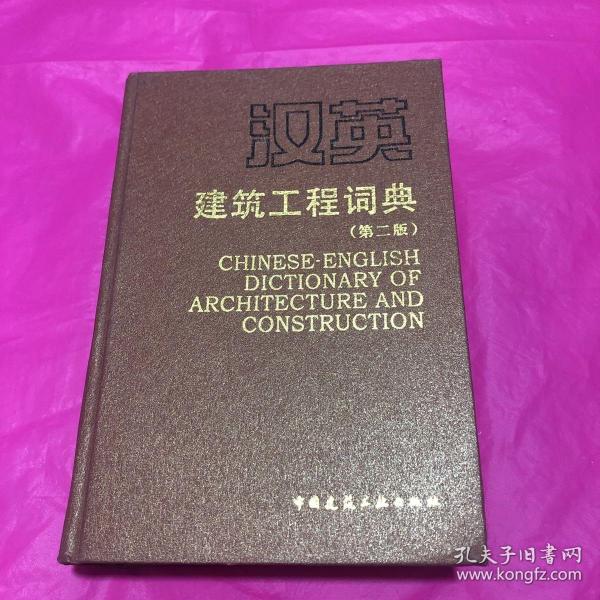 汉英
建筑工程词典
（第二版）
CHINESE-ENGLISH
DICTIONARY OF
ARCHITECTURE AND
CONSTRUCTION
中国建筑工业出版社
孔夫子旧書网
www.kongfz.com